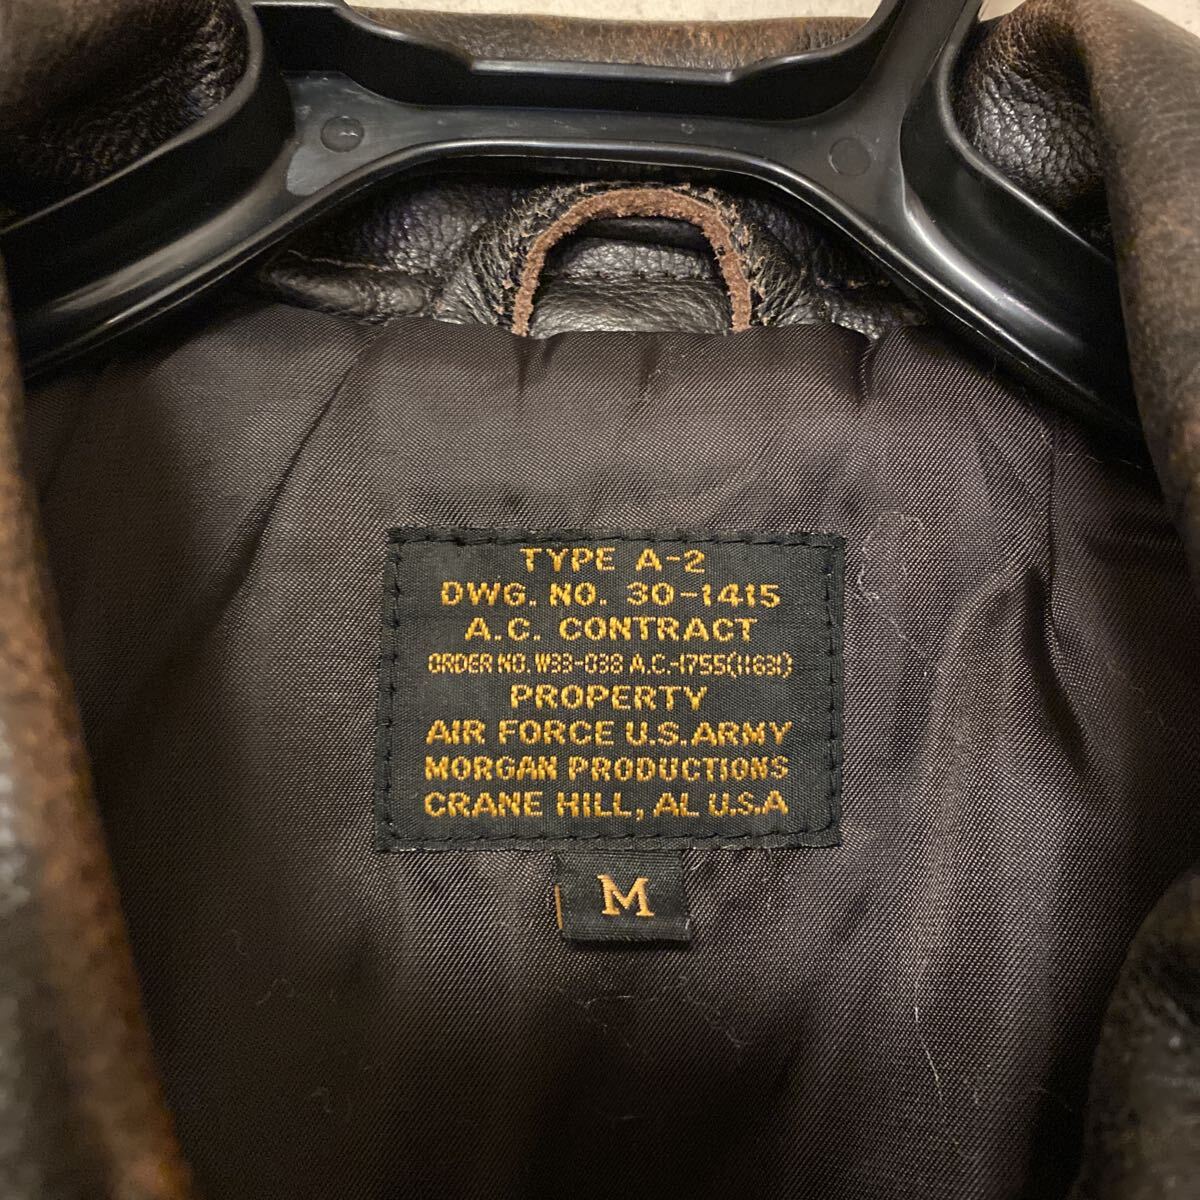 TYPE A-2
DWG. NO. 30-1415
A.C. CONTRACT
ORDER NO. W33-038 A.C.-1755(11631)
PROPERTY
AIR FORCE U.S.ARMY
MORGAN PRODUCTIONS
CRANE HILL, AL U.S.A
M